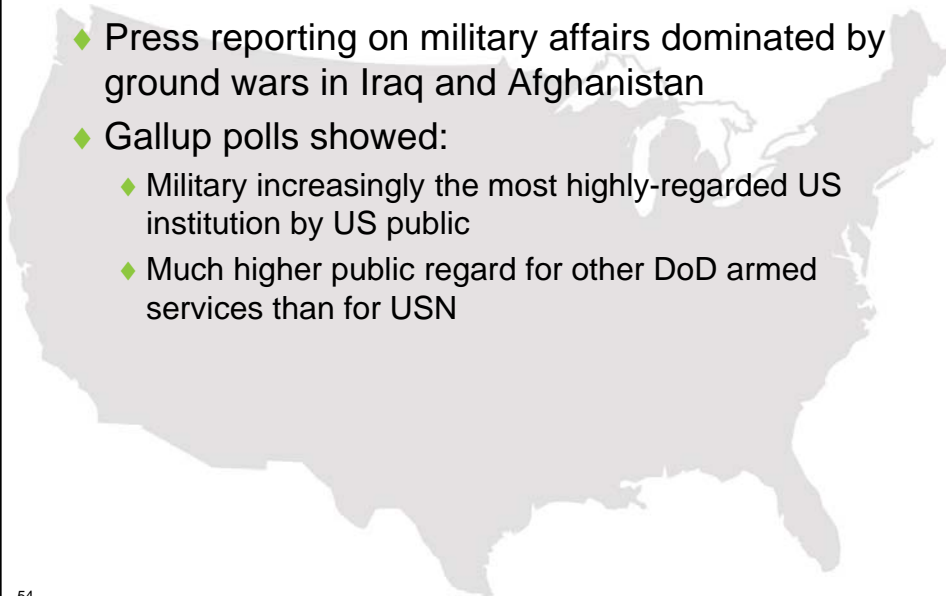 ♦ Press reporting on military affairs dominated by
ground wars in Iraq and Afghanistan
♦ Gallup polls showed:
♦ Military increasingly the most highly-regarded US
institution by US public
♦ Much higher public regard for other DoD armed
services than for USN
54